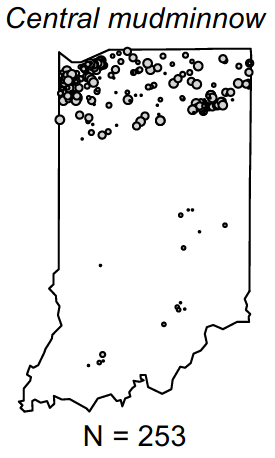 Central mudminnow
N = 253